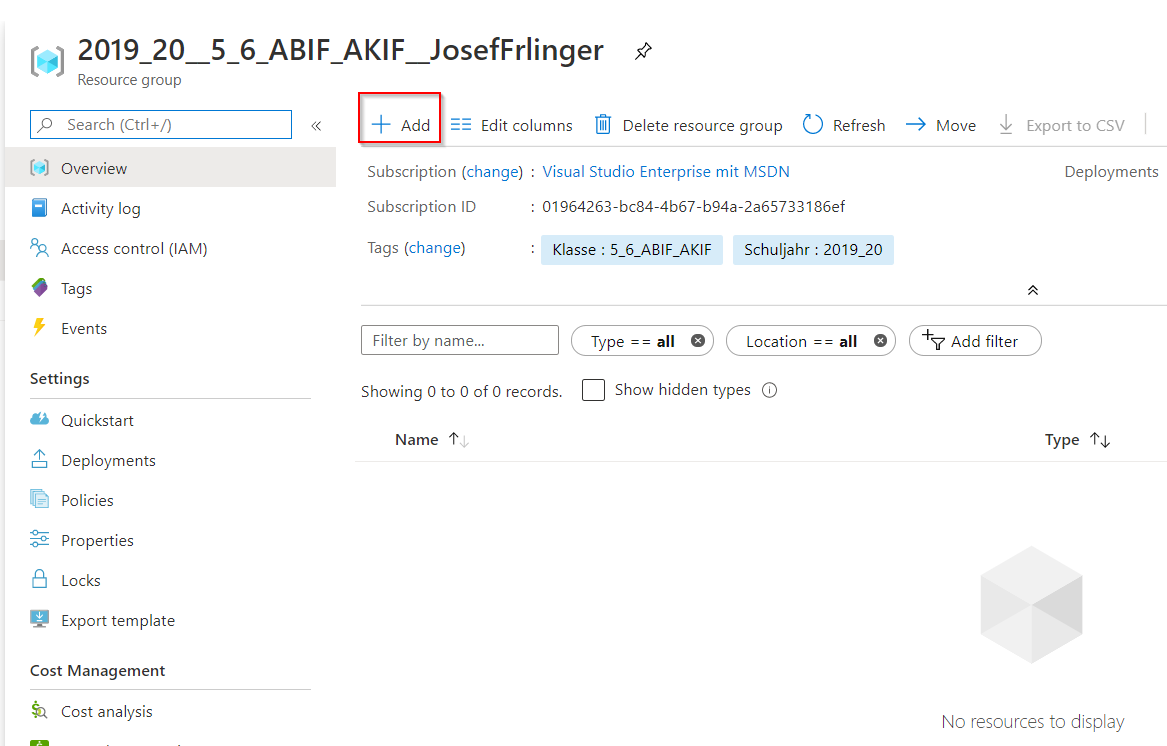 2019_20__5_6_ABIF_AKIF__JosefFrlinger
Resource group
Search (Ctrl+/)
«
Add
Edit columns
Delete resource group
Refresh
Move
Export to CSV
Overview
Activity log
Access control (IAM)
Tags
Events
Settings
Quickstart
Deployments
Policies
Properties
Locks
Export template
Cost Management
Cost analysis
Subscription (change) : Visual Studio Enterprise mit MSDN
Deployments
Subscription ID : 01964263-bc84-4b67-b94a-2a65733186ef
Tags (change) : Klasse : 5_6_ABIF_AKIF Schuljahr : 2019_20
Filter by name...
Type == all
Location == all
Add filter
Showing 0 to 0 of 0 records.
Show hidden types
Name
Type
No resources to display